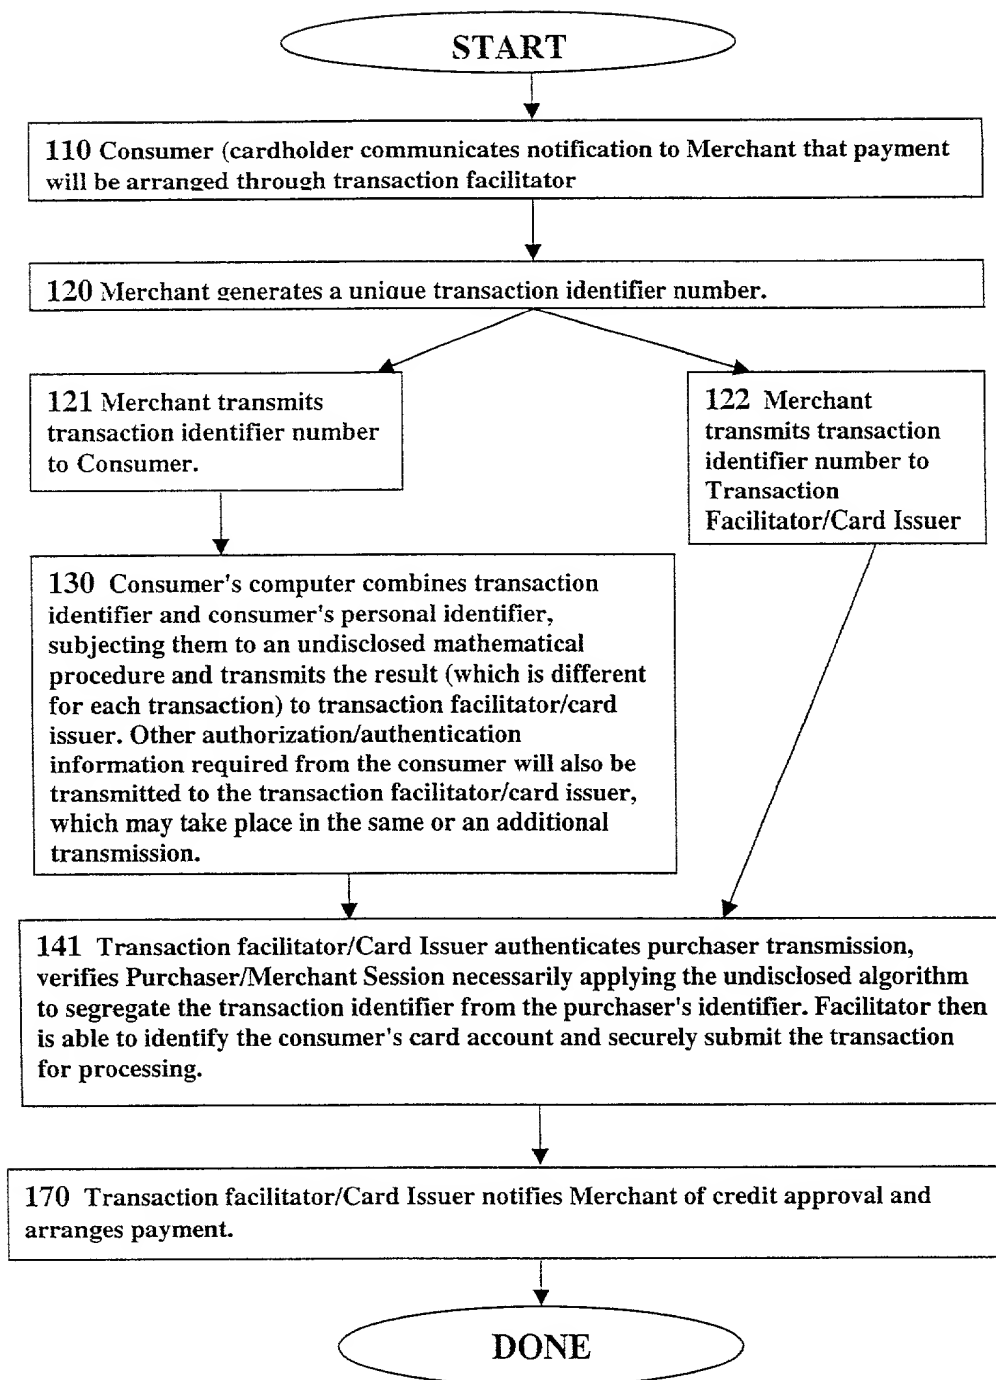 START
110 Consumer (cardholder communicates notification to Merchant that payment
will be arranged through transaction facilitator
120 Merchant generates a unique transaction identifier number.
121 Merchant transmits
transaction identifier number
to Consumer.
122 Merchant
transmits transaction
identifier number to
Transaction
Facilitator/Card Issuer
130 Consumer's computer combines transaction
identifier and consumer's personal identifier,
subjecting them to an undisclosed mathematical
procedure and transmits the result (which is different
for each transaction) to transaction facilitator/card
issuer. Other authorization/authentication
information required from the consumer will also be
transmitted to the transaction facilitator/card issuer,
which may take place in the same or an additional
transmission.
141 Transaction facilitator/Card Issuer authenticates purchaser transmission,
verifies Purchaser/Merchant Session necessarily applying the undisclosed algorithm
to segregate the transaction identifier from the purchaser's identifier. Facilitator then
is able to identify the consumer's card account and securely submit the transaction
for processing.
170 Transaction facilitator/Card Issuer notifies Merchant of credit approval and
arranges payment.
DONE